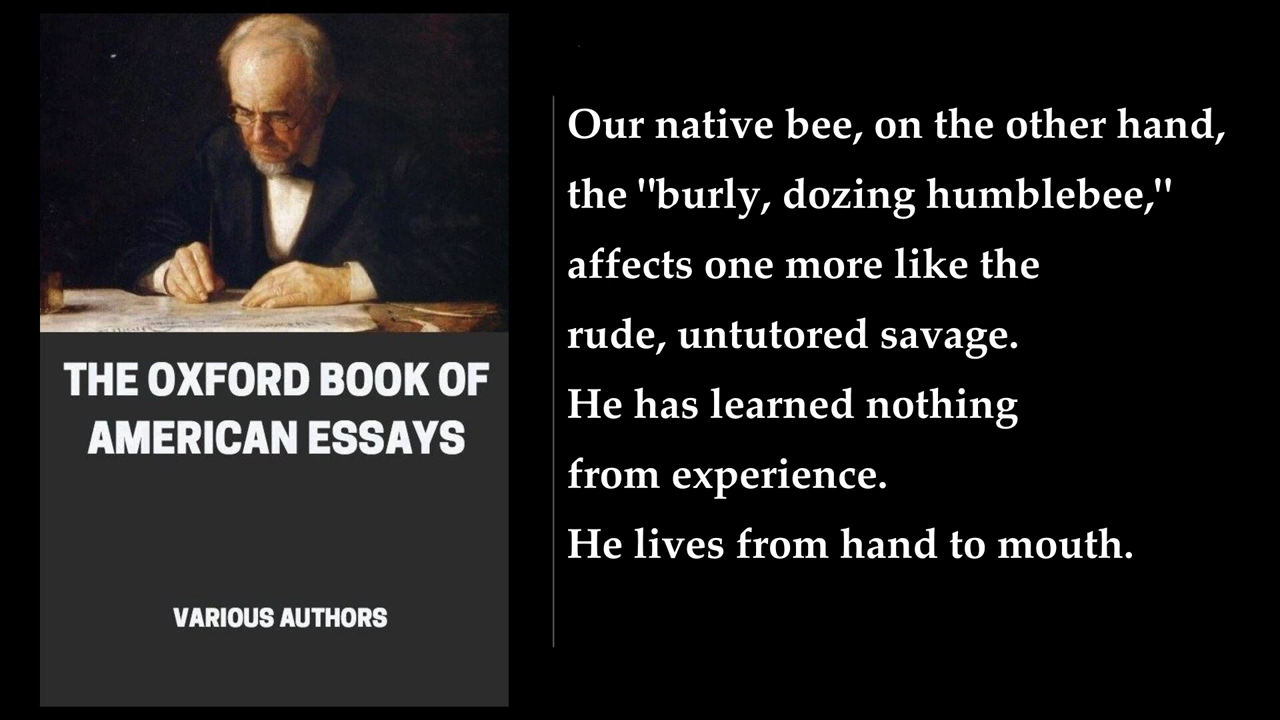 THE OXFORD BOOK OF
AMERICAN ESSAYS
VARIOUS AUTHORS
Our native bee, on the other hand,
the "burly, dozing humblebee,"
affects one more like the
rude, untutored savage.
He has learned nothing
from experience.
He lives from hand to mouth.